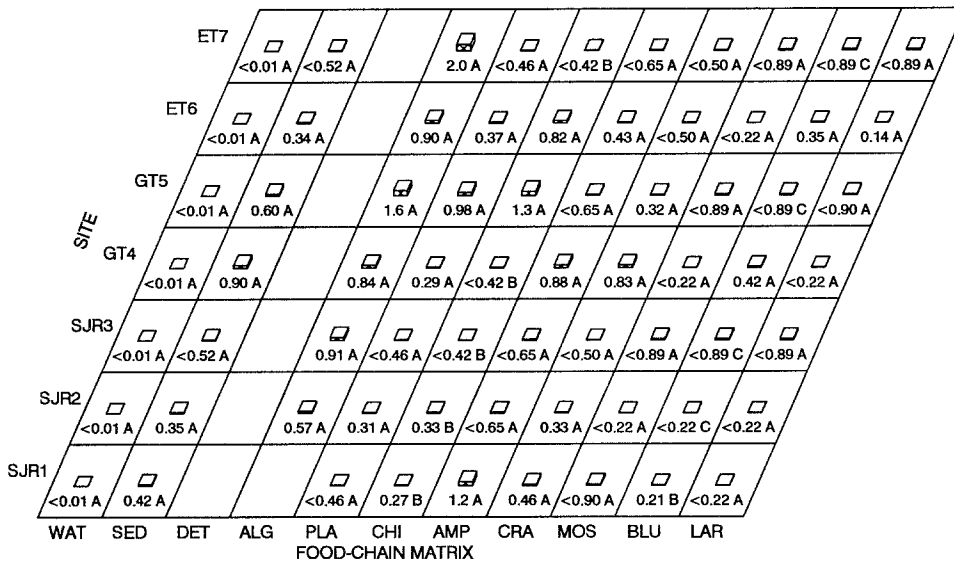 ET7
<0.01 A <0.52 A 2.0 A <0.46 A <0.42 B <0.65 A <0.50 A <0.89 A <0.89 C <0.89 A
ET6
<0.01 A 0.34 A 0.90 A 0.37 A 0.82 A 0.43 A <0.50 A <0.22 A 0.35 A 0.14 A
GT5
<0.01 A 0.60 A 1.6 A 0.98 A 1.3 A <0.65 A 0.32 A <0.89 A <0.89 C <0.90 A
SITE
GT4
<0.01 A 0.90 A 0.84 A 0.29 A <0.42 B 0.88 A 0.83 A <0.22 A 0.42 A <0.22 A
SJR3
<0.01 A <0.52 A 0.91 A <0.46 A <0.42 B <0.65 A <0.50 A <0.89 A <0.89 C <0.89 A
SJR2
<0.01 A 0.35 A 0.57 A 0.31 A 0.33 B <0.65 A 0.33 A <0.22 A <0.22 C <0.22 A
SJR1
<0.01 A 0.42 A <0.46 A 0.27 B 1.2 A 0.46 A <0.90 A 0.21 B <0.22 A
WAT SED DET ALG PLA CHI AMP CRA MOS BLU LAR
FOOD-CHAIN MATRIX